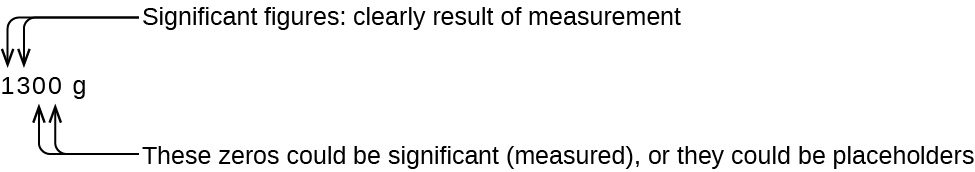 Significant figures: clearly result of measurement
1300 g
These zeros could be significant (measured), or they could be placeholders